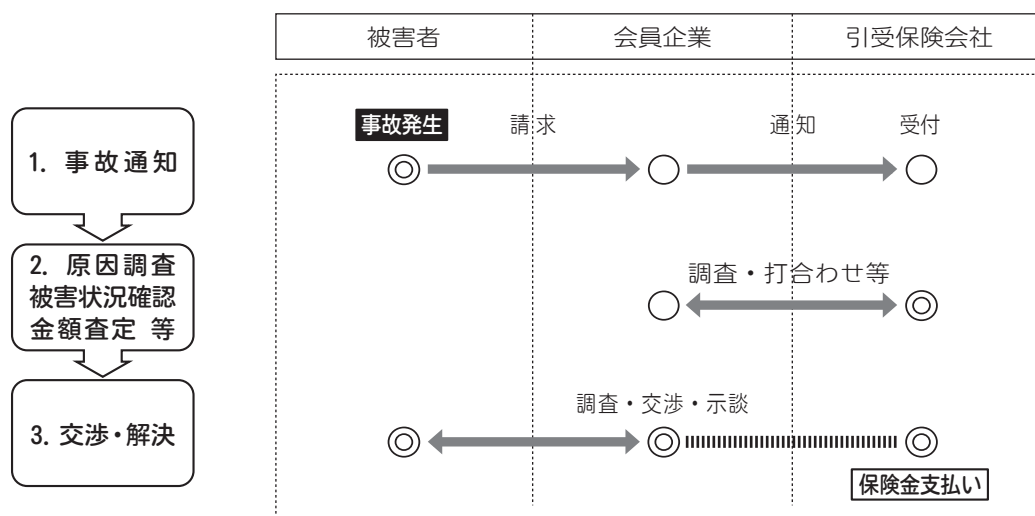 被害者
会員企業
引受保険会社
1. 事故通知
事故発生
請求
通知
受付
2. 原因調査
被害状況確認
金額査定 等
調査・打合わせ等
3. 交渉・解決
調査・交渉・示談
保険金支払い